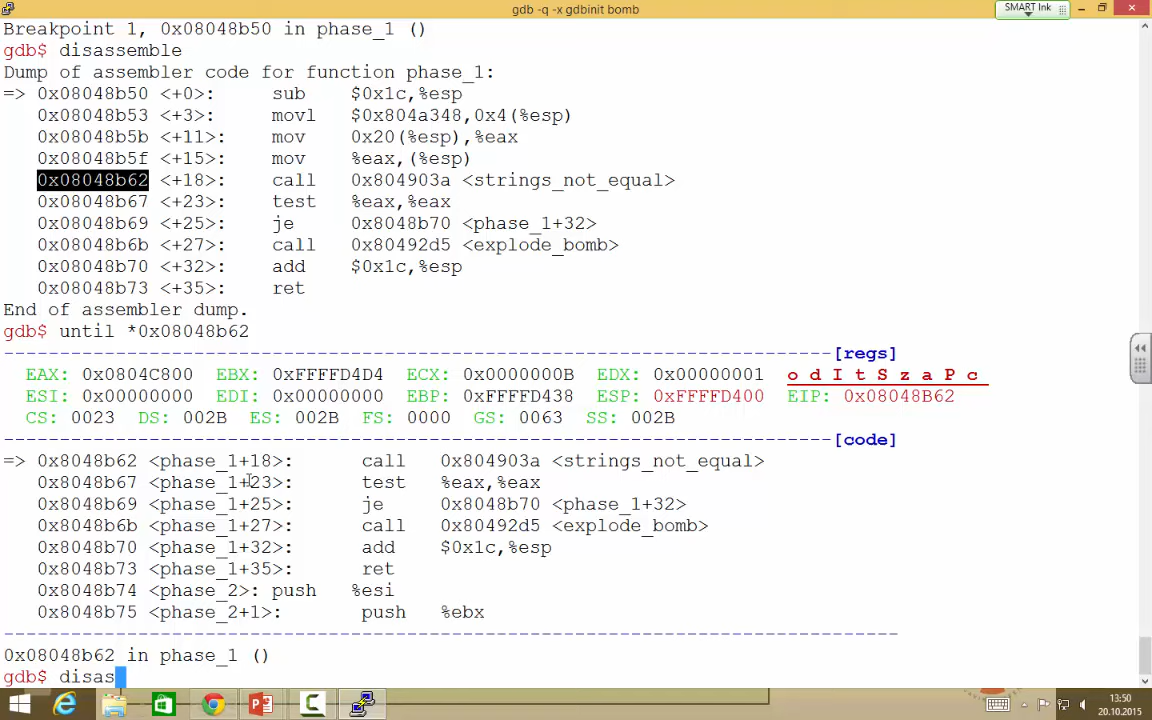 gdb -q -x gdbinit bomb
SMART Ink
Breakpoint 1, 0x08048b50 in phase_1 ()
gdb$ disassemble
Dump of assembler code for function phase_1:
=> 0x08048b50 <+0>: sub $0x1c,%esp
0x08048b53 <+3>: movl $0x804a348,0x4(%esp)
0x08048b5b <+11>: mov 0x20(%esp),%eax
0x08048b5f <+15>: mov %eax,(%esp)
0x08048b62 <+18>: call 0x804903a <strings_not_equal>
0x08048b67 <+23>: test %eax,%eax
0x08048b69 <+25>: je 0x8048b70 <phase_1+32>
0x08048b6b <+27>: call 0x80492d5 <explode_bomb>
0x08048b70 <+32>: add $0x1c,%esp
0x08048b73 <+35>: ret
End of assembler dump.
gdb$ until *0x08048b62
[regs]
EAX: 0x0804C800 EBX: 0xFFFFD4D4 ECX: 0x0000000B EDX: 0x00000001 o d I t S z a P c
ESI: 0x00000000 EDI: 0x00000000 EBP: 0xFFFFD438 ESP: 0xFFFFD400 EIP: 0x08048B62
CS: 0023 DS: 002B ES: 002B FS: 0000 GS: 0063 SS: 002B
[code]
=> 0x8048b62 <phase_1+18>: call 0x804903a <strings_not_equal>
0x8048b67 <phase_1+23>: test %eax,%eax
0x8048b69 <phase_1+25>: je 0x8048b70 <phase_1+32>
0x8048b6b <phase_1+27>: call 0x80492d5 <explode_bomb>
0x8048b70 <phase_1+32>: add $0x1c,%esp
0x8048b73 <phase_1+35>: ret
0x8048b74 <phase_2>: push %esi
0x8048b75 <phase_2+1>: push %ebx
0x08048b62 in phase_1 ()
gdb$ disas
13:50
20.10.2015